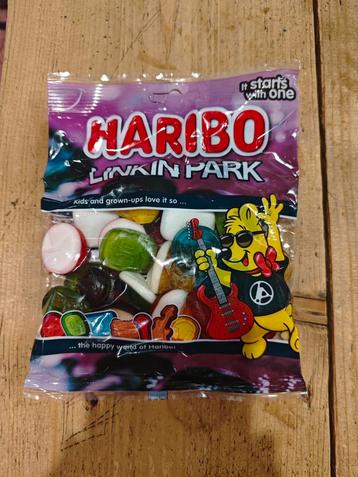 It starts
with one
HARIBO
LINKIN PARK
Kids and grown-ups love it so ...
... the happy world of Haribo!